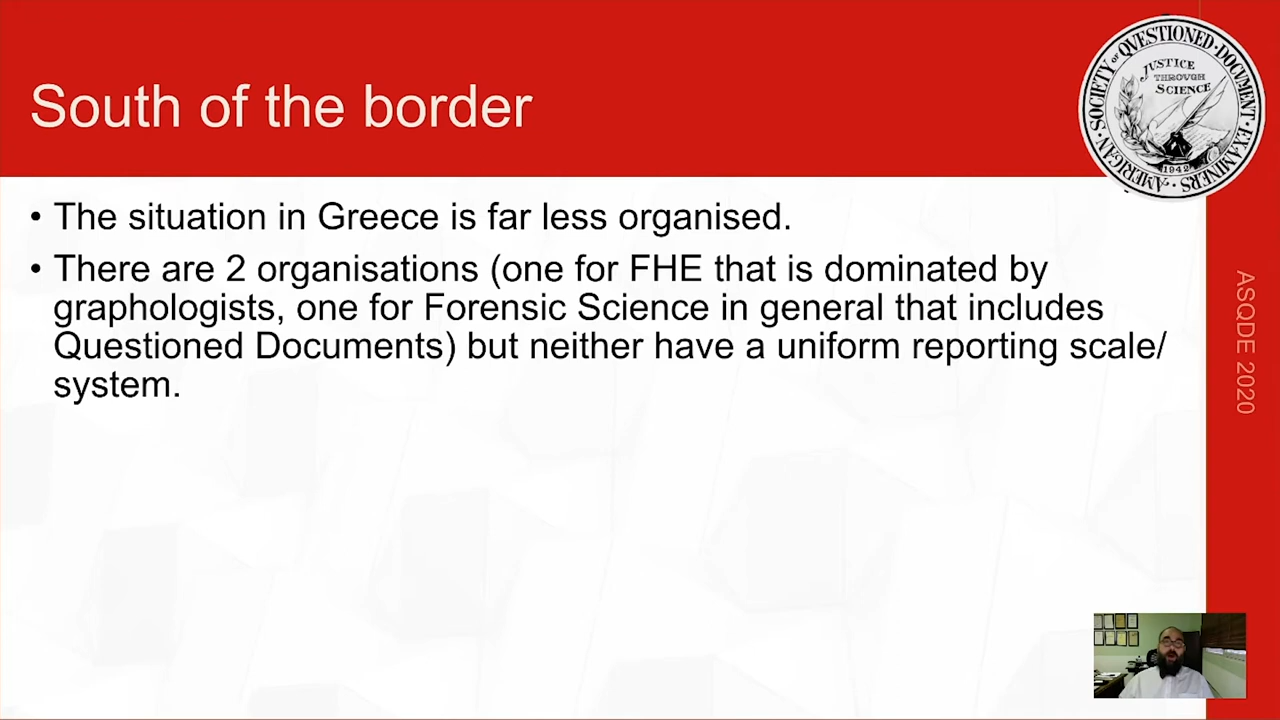 South of the border
• The situation in Greece is far less organised.
• There are 2 organisations (one for FHE that is dominated by
graphologists, one for Forensic Science in general that includes
Questioned Documents) but neither have a uniform reporting scale/
system.
AMERICAN · SOCIETY OF QVESTIONED · DOCVMENT · EXAMINERS ·
JUSTICE
THROUGH
SCIENCE
1942
ASQDE 2020